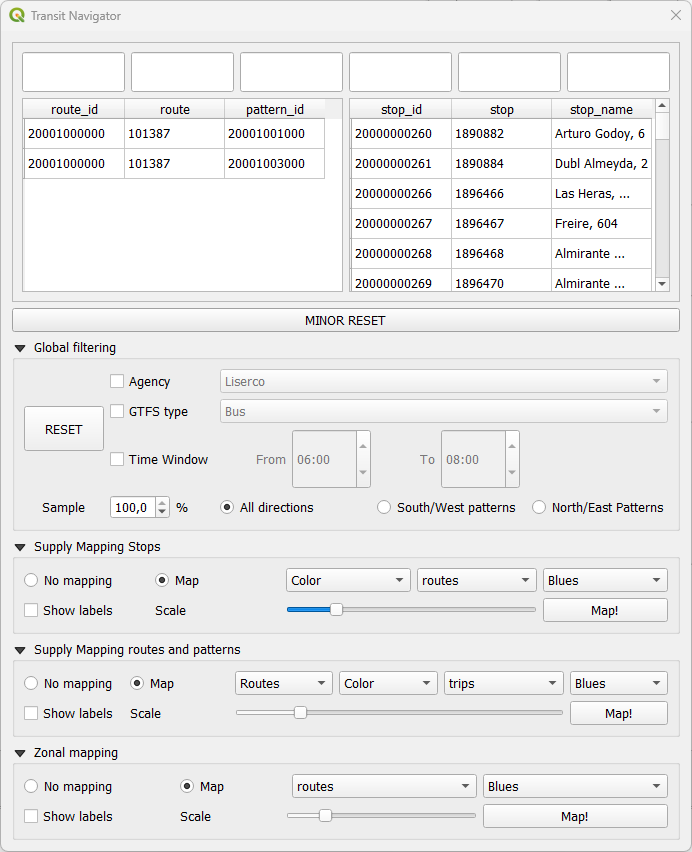 Transit Navigator
route_id route pattern_id stop_id stop stop_name
20001000000 101387 20001001000 20000000260 1890882 Arturo Godoy, 6
20001000000 101387 20001003000 20000000261 1890884 Dubl Almeyda, 2
20000000266 1896466 Las Heras, ...
20000000267 1896467 Freire, 604
20000000268 1896468 Almirante ...
20000000269 1896470 Almirante ...
MINOR RESET
Global filtering
Agency Liserco
RESET GTFS type Bus
Time Window From 06:00 To 08:00
Sample 100,0 % All directions South/West patterns North/East Patterns
Supply Mapping Stops
No mapping Map Color routes Blues
Show labels Scale Map!
Supply Mapping routes and patterns
No mapping Map Routes Color trips Blues
Show labels Scale Map!
Zonal mapping
No mapping Map routes Blues
Show labels Scale Map!